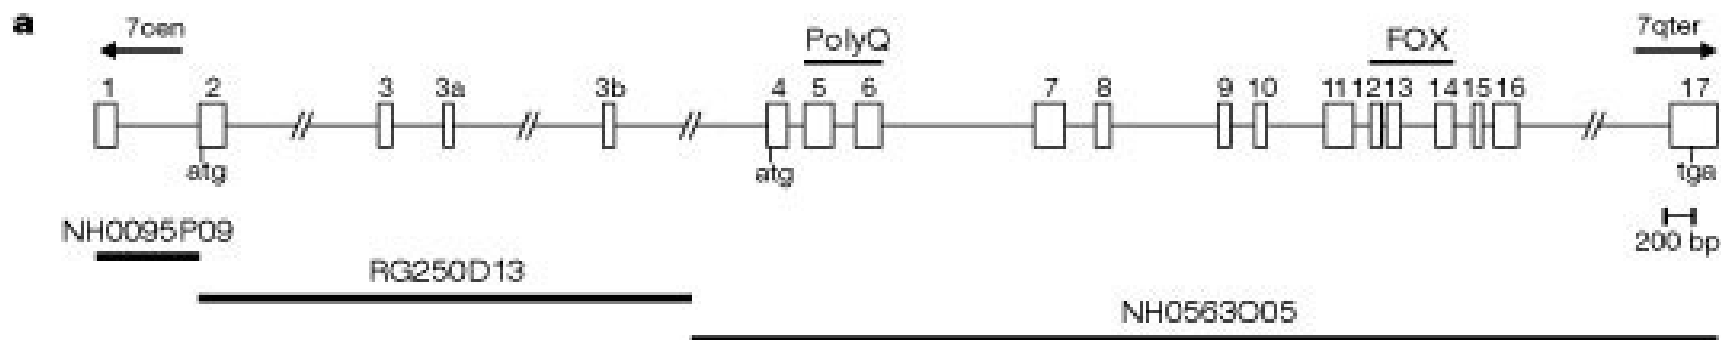 a
7cen PolyQ FOX 7qter
1 2 3 3a 3b 4 5 6 7 8 9 10 11 12 13 14 15 16 17
atg atg tga
NH0095P09 200 bp
RG250D13
NH0563O05